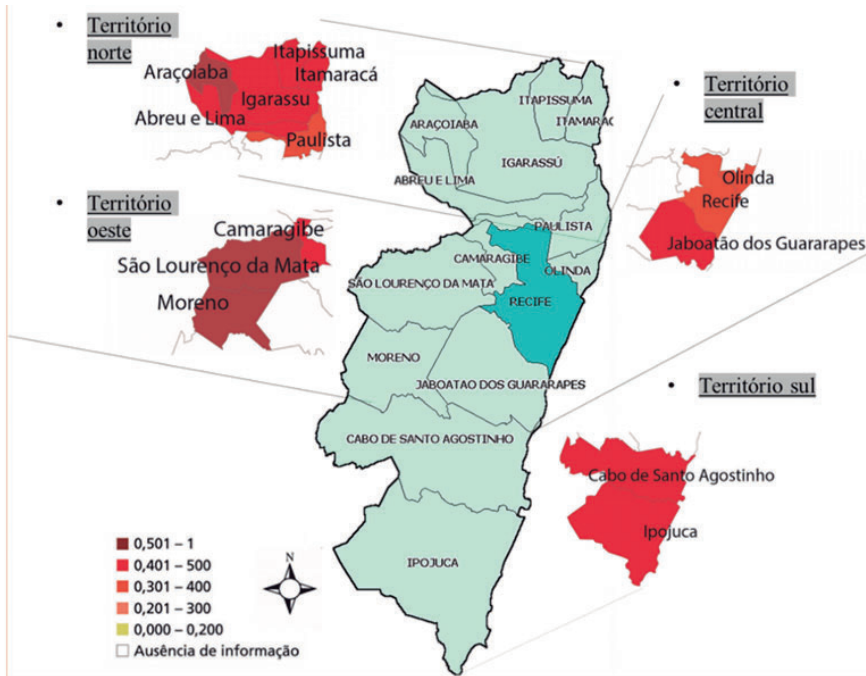 • Território
norte
Itapissuma
Araçoiaba
Itamaracá
Igarassu
Abreu e Lima
Paulista
• Território
oeste
Camaragibe
São Lourenço da Mata
Moreno
ITAPISSUMA
ARAÇOIABA
ITAMARAC
IGARASSÚ
ABREU E LIMA
PAULISTA
CAMARAGIBE
OLINDA
SÃO LOURENÇO DA MATA
RECIFE
MORENO
JABOATAO DOS GUARARAPES
CABO DE SANTO AGOSTINHO
IPOJUCA
• Território
central
Olinda
Recife
Jaboatão dos Guararapes
• Território sul
Cabo de Santo Agostinho
Ipojuca
0,501 – 1
0,401 – 500
0,301 – 400
0,201 – 300
0,000 – 0,200
Ausência de informação
N